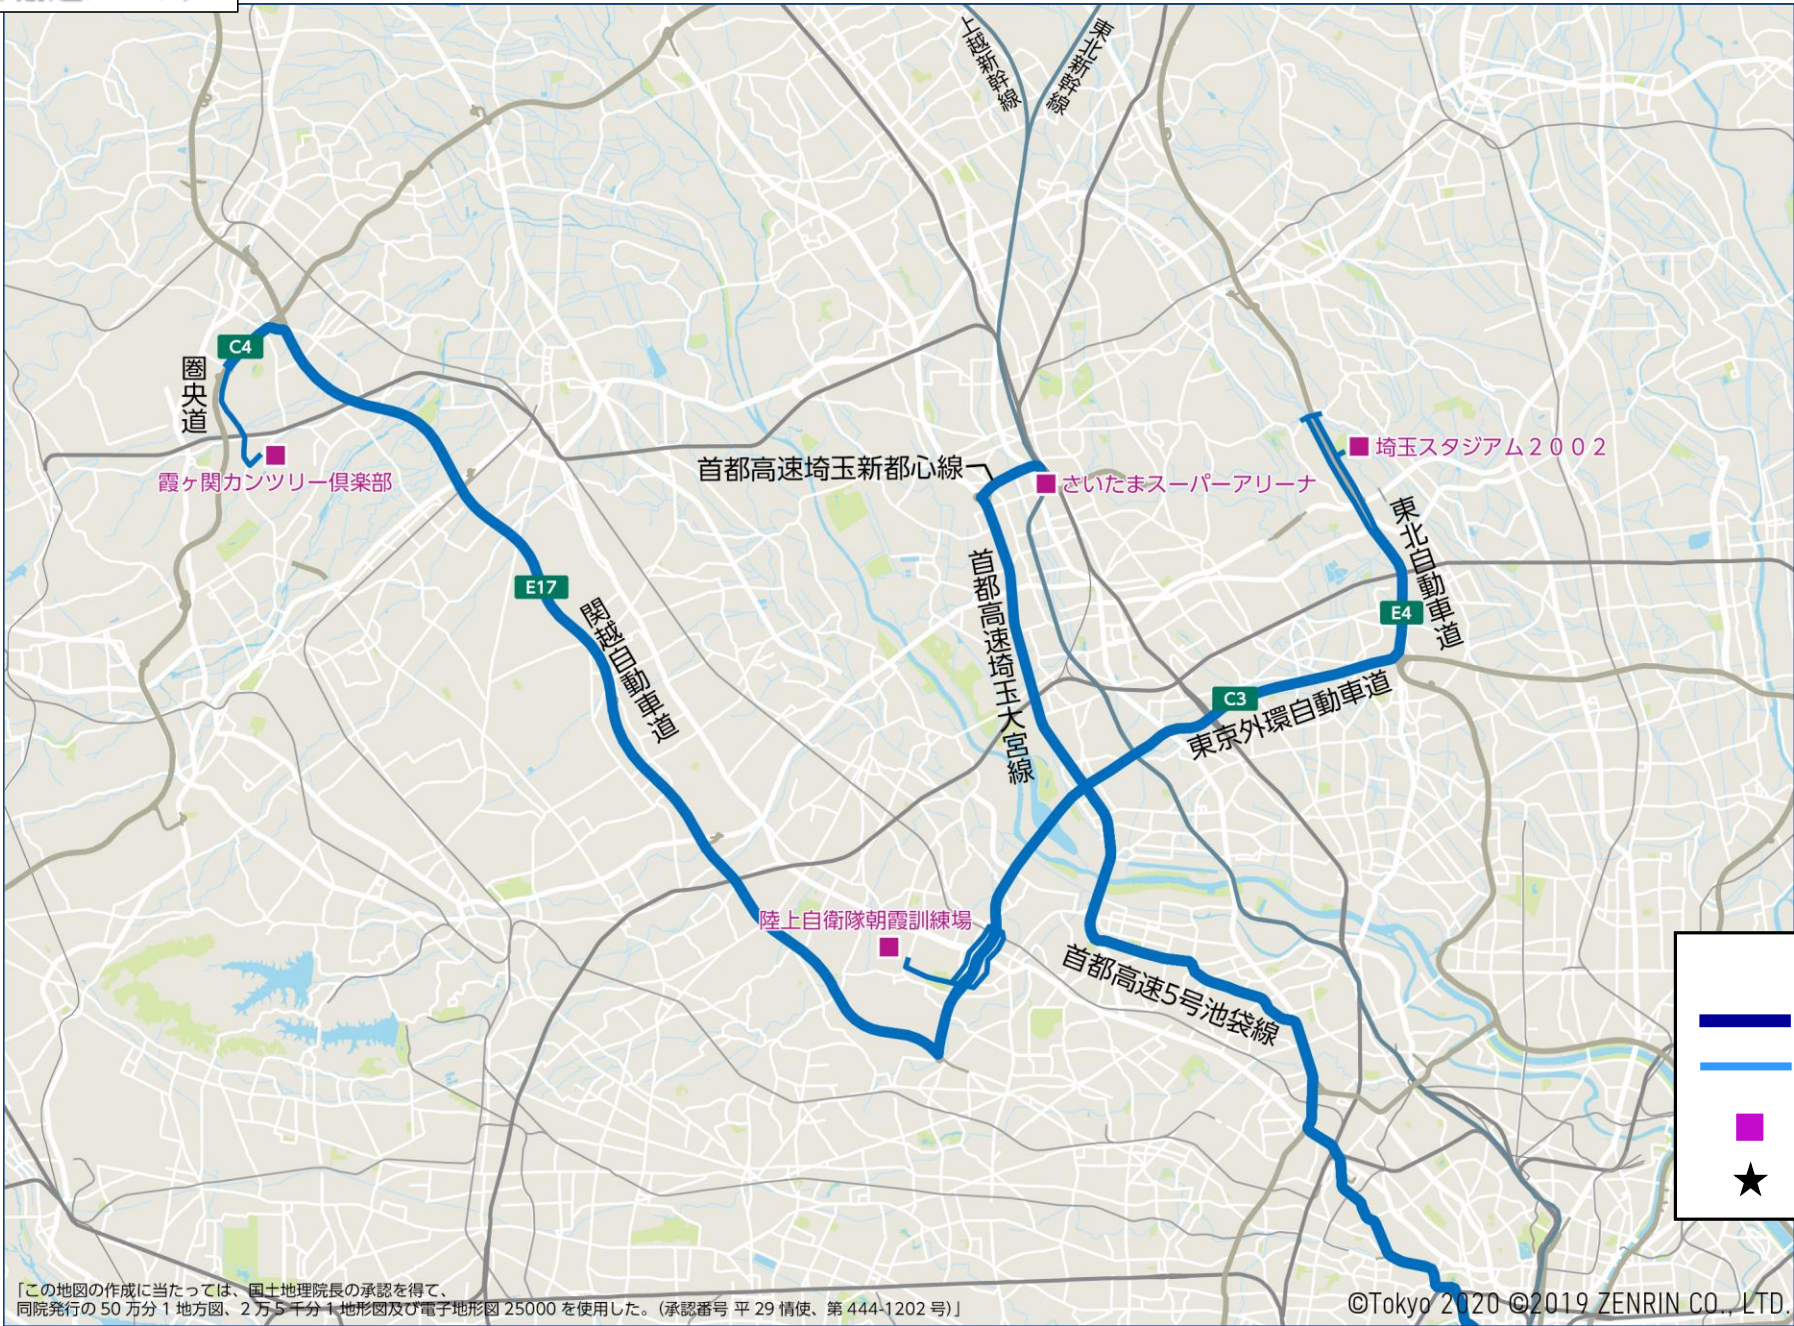 上越新幹線
東北新幹線
C4
圏央道
霞ヶ関カンツリー倶楽部
首都高速埼玉新都心線
さいたまスーパーアリーナ
埼玉スタジアム２００２
東北自動車道
E17
関越自動車道
首都高速埼玉大宮線
E4
C3
東京外環自動車道
陸上自衛隊朝霞訓練場
首都高速5号池袋線
「この地図の作成に当たっては、国土地理院長の承認を得て、
同院発行の 50 万分 1 地方図、2 万 5 千分 1 地形図及び電子地形図 25000 を使用した。（承認番号 平 29 情使、第 444-1202 号）」
©Tokyo 2020 ©2019 ZENRIN CO., LTD.